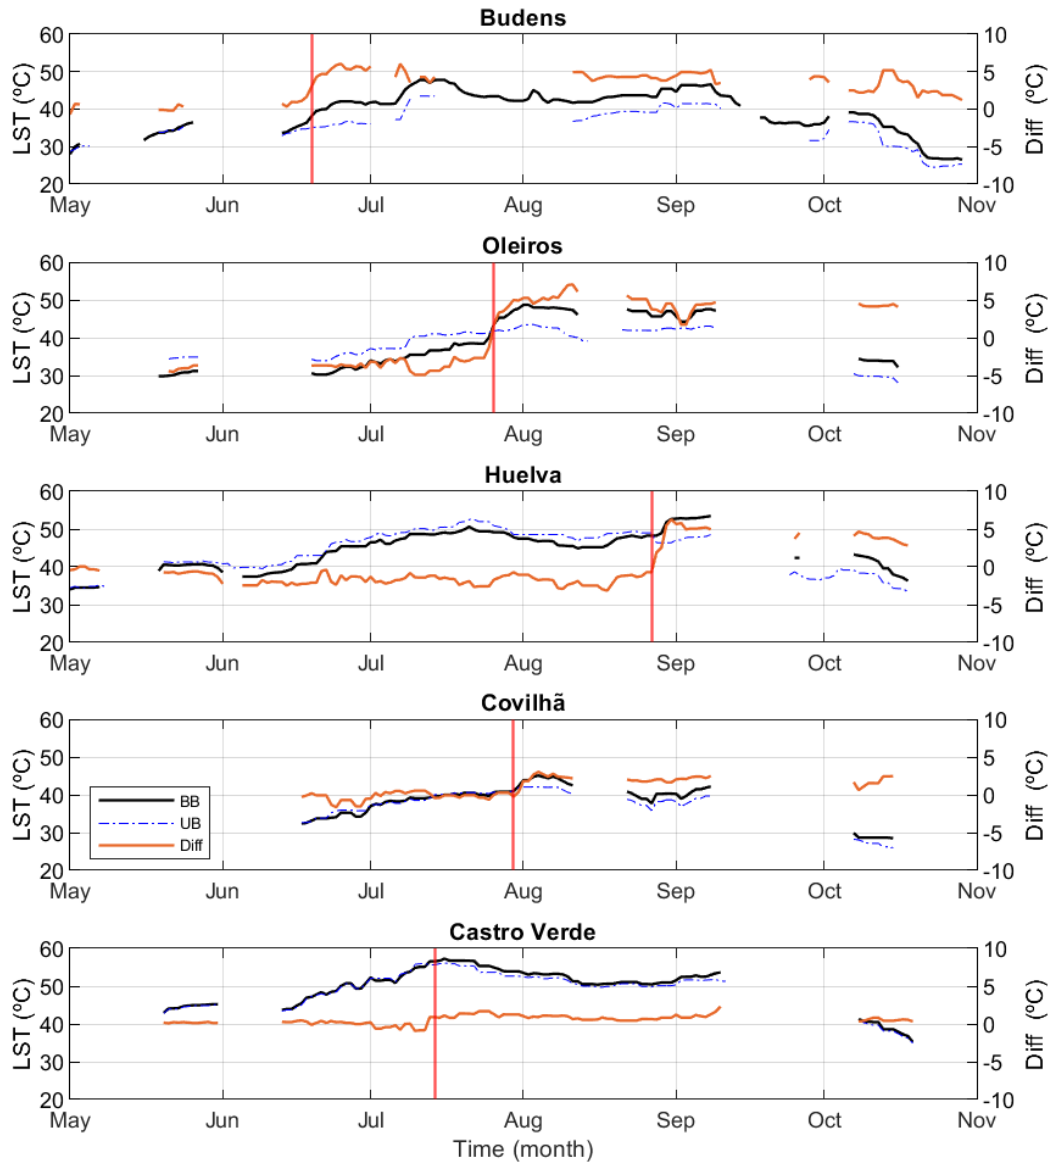 Budens
LST (ºC)
60
50
40
30
20
10
5
0
-5
-10
Diff (ºC)
May Jun Jul Aug Sep Oct Nov
Oleiros
LST (ºC)
60
50
40
30
20
10
5
0
-5
-10
Diff (ºC)
May Jun Jul Aug Sep Oct Nov
Huelva
LST (ºC)
60
50
40
30
20
10
5
0
-5
-10
Diff (ºC)
May Jun Jul Aug Sep Oct Nov
Covilhã
LST (ºC)
60
50
40
30
20
BB
UB
Diff
10
5
0
-5
-10
Diff (ºC)
May Jun Jul Aug Sep Oct Nov
Castro Verde
LST (ºC)
60
50
40
30
20
10
5
0
-5
-10
Diff (ºC)
May Jun Jul Aug Sep Oct Nov
Time (month)